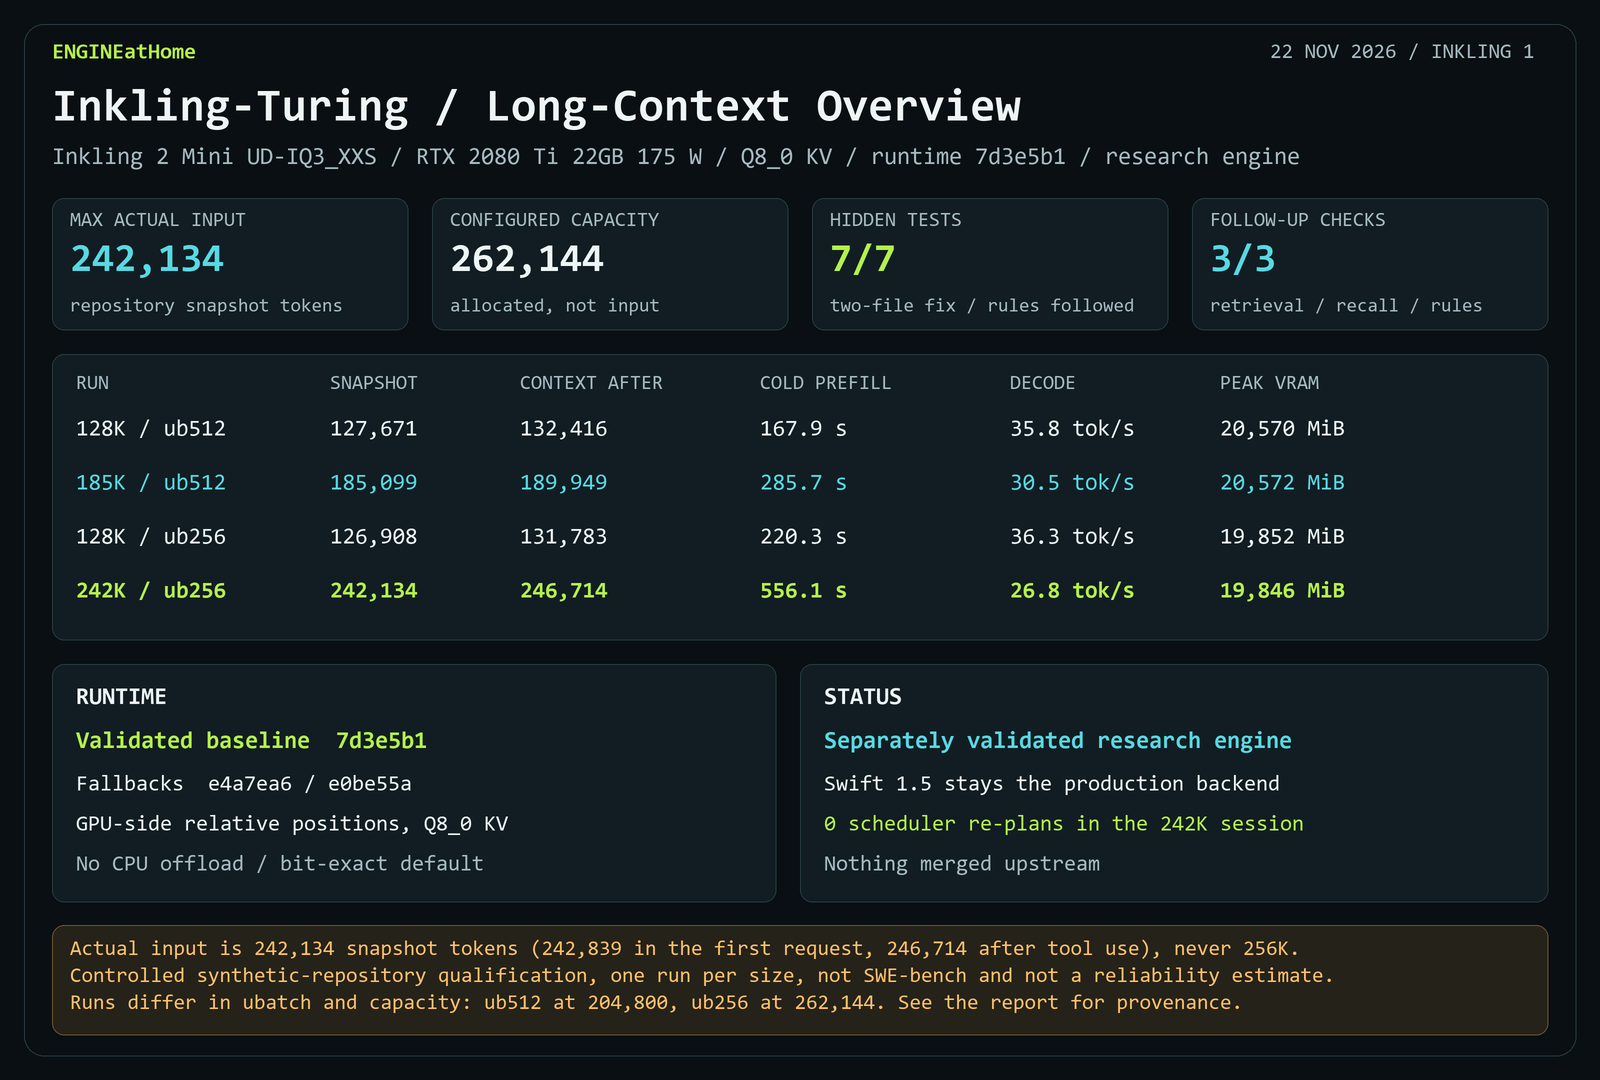 ENGINEatHome
22 NOV 2026 / INKLING 1
Inkling-Turing / Long-Context Overview
Inkling 2 Mini UD-IQ3_XXS / RTX 2080 Ti 22GB 175 W / Q8_0 KV / runtime 7d3e5b1 / research engine
MAX ACTUAL INPUT
242,134
repository snapshot tokens
CONFIGURED CAPACITY
262,144
allocated, not input
HIDDEN TESTS
7/7
two-file fix / rules followed
FOLLOW-UP CHECKS
3/3
retrieval / recall / rules
RUN SNAPSHOT CONTEXT AFTER COLD PREFILL DECODE PEAK VRAM
128K / ub512 127,671 132,416 167.9 s 35.8 tok/s 20,570 MiB
185K / ub512 185,099 189,949 285.7 s 30.5 tok/s 20,572 MiB
128K / ub256 126,908 131,783 220.3 s 36.3 tok/s 19,852 MiB
242K / ub256 242,134 246,714 556.1 s 26.8 tok/s 19,846 MiB
RUNTIME
Validated baseline 7d3e5b1
Fallbacks e4a7ea6 / e0be55a
GPU-side relative positions, Q8_0 KV
No CPU offload / bit-exact default
STATUS
Separately validated research engine
Swift 1.5 stays the production backend
0 scheduler re-plans in the 242K session
Nothing merged upstream
Actual input is 242,134 snapshot tokens (242,839 in the first request, 246,714 after tool use), never 256K.
Controlled synthetic-repository qualification, one run per size, not SWE-bench and not a reliability estimate.
Runs differ in ubatch and capacity: ub512 at 204,800, ub256 at 262,144. See the report for provenance.